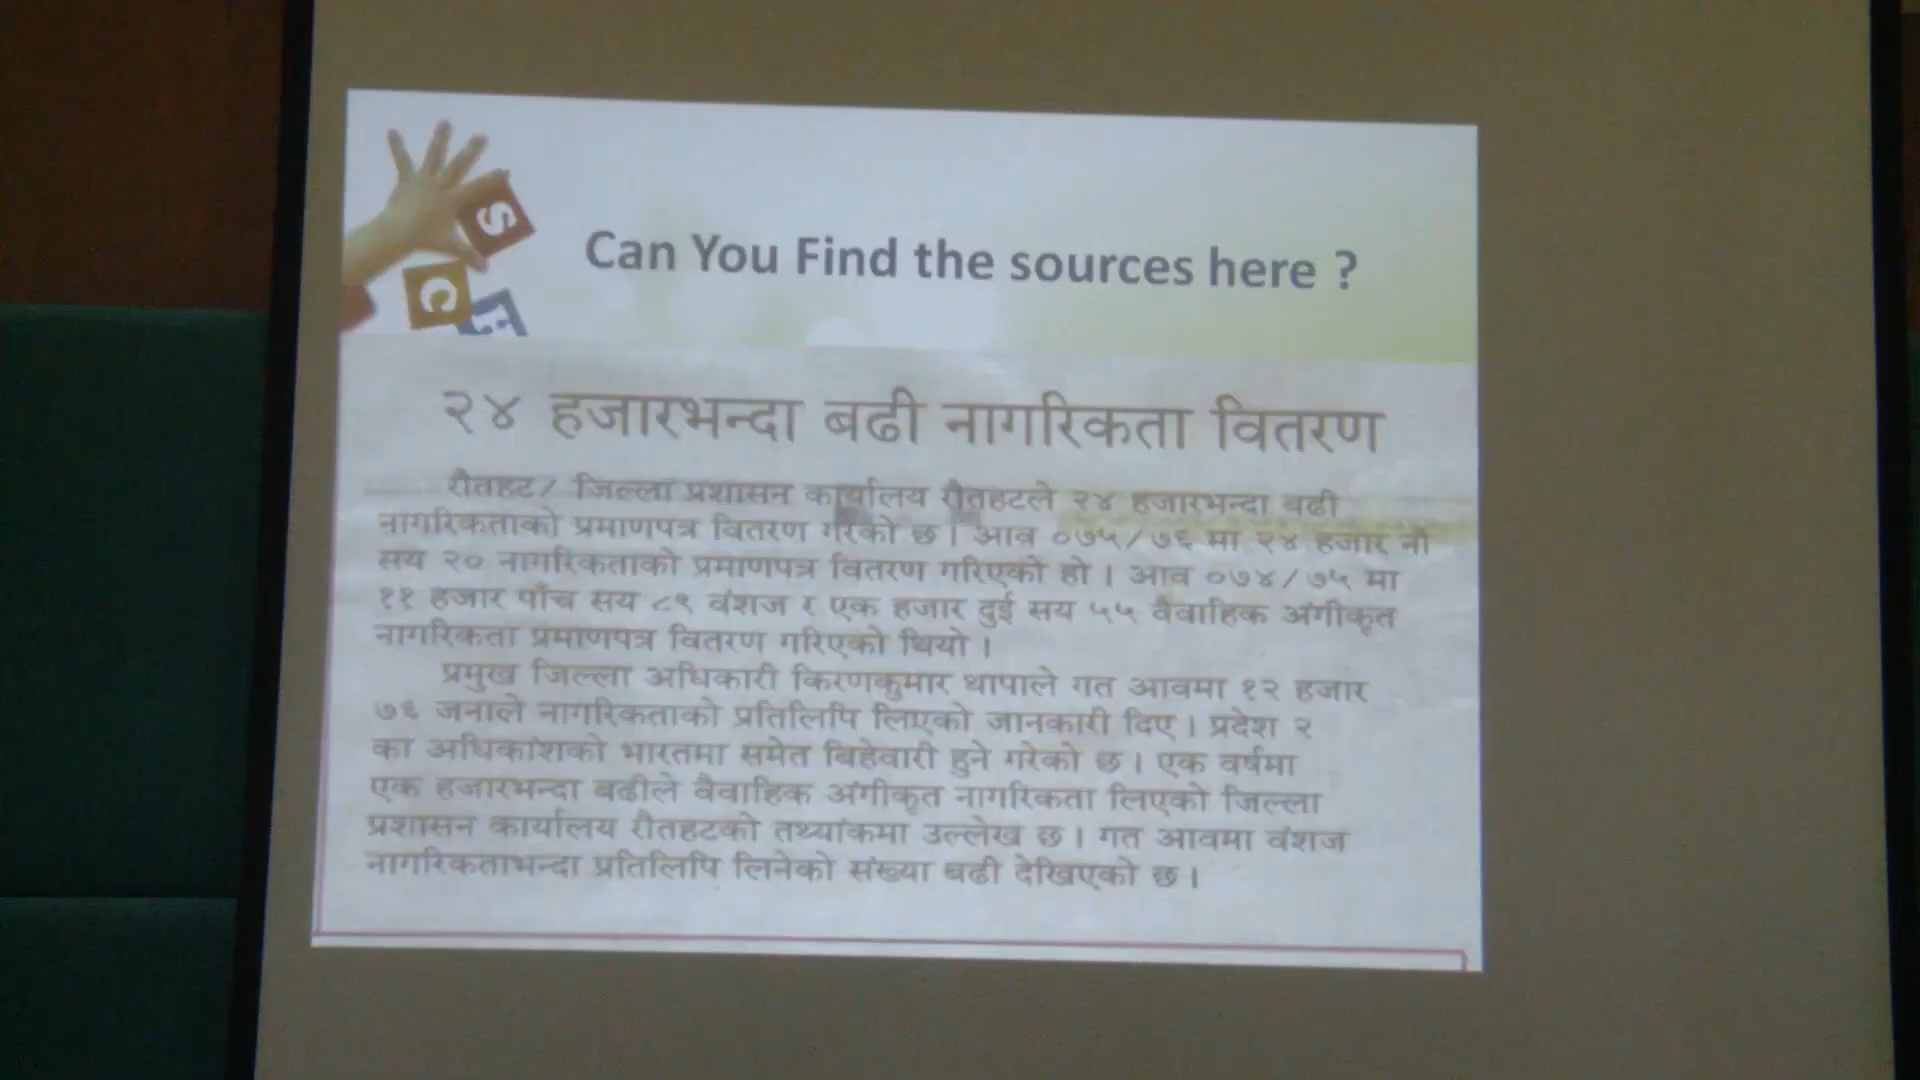 S
C
Can You Find the sources here ?
२४ हजारभन्दा बढी नागरिकता वितरण
रौतहट/ जिल्ला प्रशासन कार्यालय रौतहटले २४ हजारभन्दा बढी
नागरिकताको प्रमाणपत्र वितरण गरेको छ । आव ०७५/७६ मा २४ हजार नौ
सय २० नागरिकताको प्रमाणपत्र वितरण गरिएको हो । आव ०७४/७५ मा
११ हजार पाँच सय ८९ वंशज र एक हजार दुई सय ५५ वैवाहिक अंगीकृत
नागरिकता प्रमाणपत्र वितरण गरिएको थियो ।
प्रमुख जिल्ला अधिकारी किरणकुमार थापाले गत आवमा १२ हजार
७६ जनाले नागरिकताको प्रतिलिपि लिएको जानकारी दिए । प्रदेश २
का अधिकांशको भारतमा समेत बिहेवारी हुने गरेको छ । एक वर्षमा
एक हजारभन्दा बढीले वैवाहिक अंगीकृत नागरिकता लिएको जिल्ला
प्रशासन कार्यालय रौतहटको तथ्यांकमा उल्लेख छ । गत आवमा वंशज
नागरिकताभन्दा प्रतिलिपि लिनेको संख्या बढी देखिएको छ ।